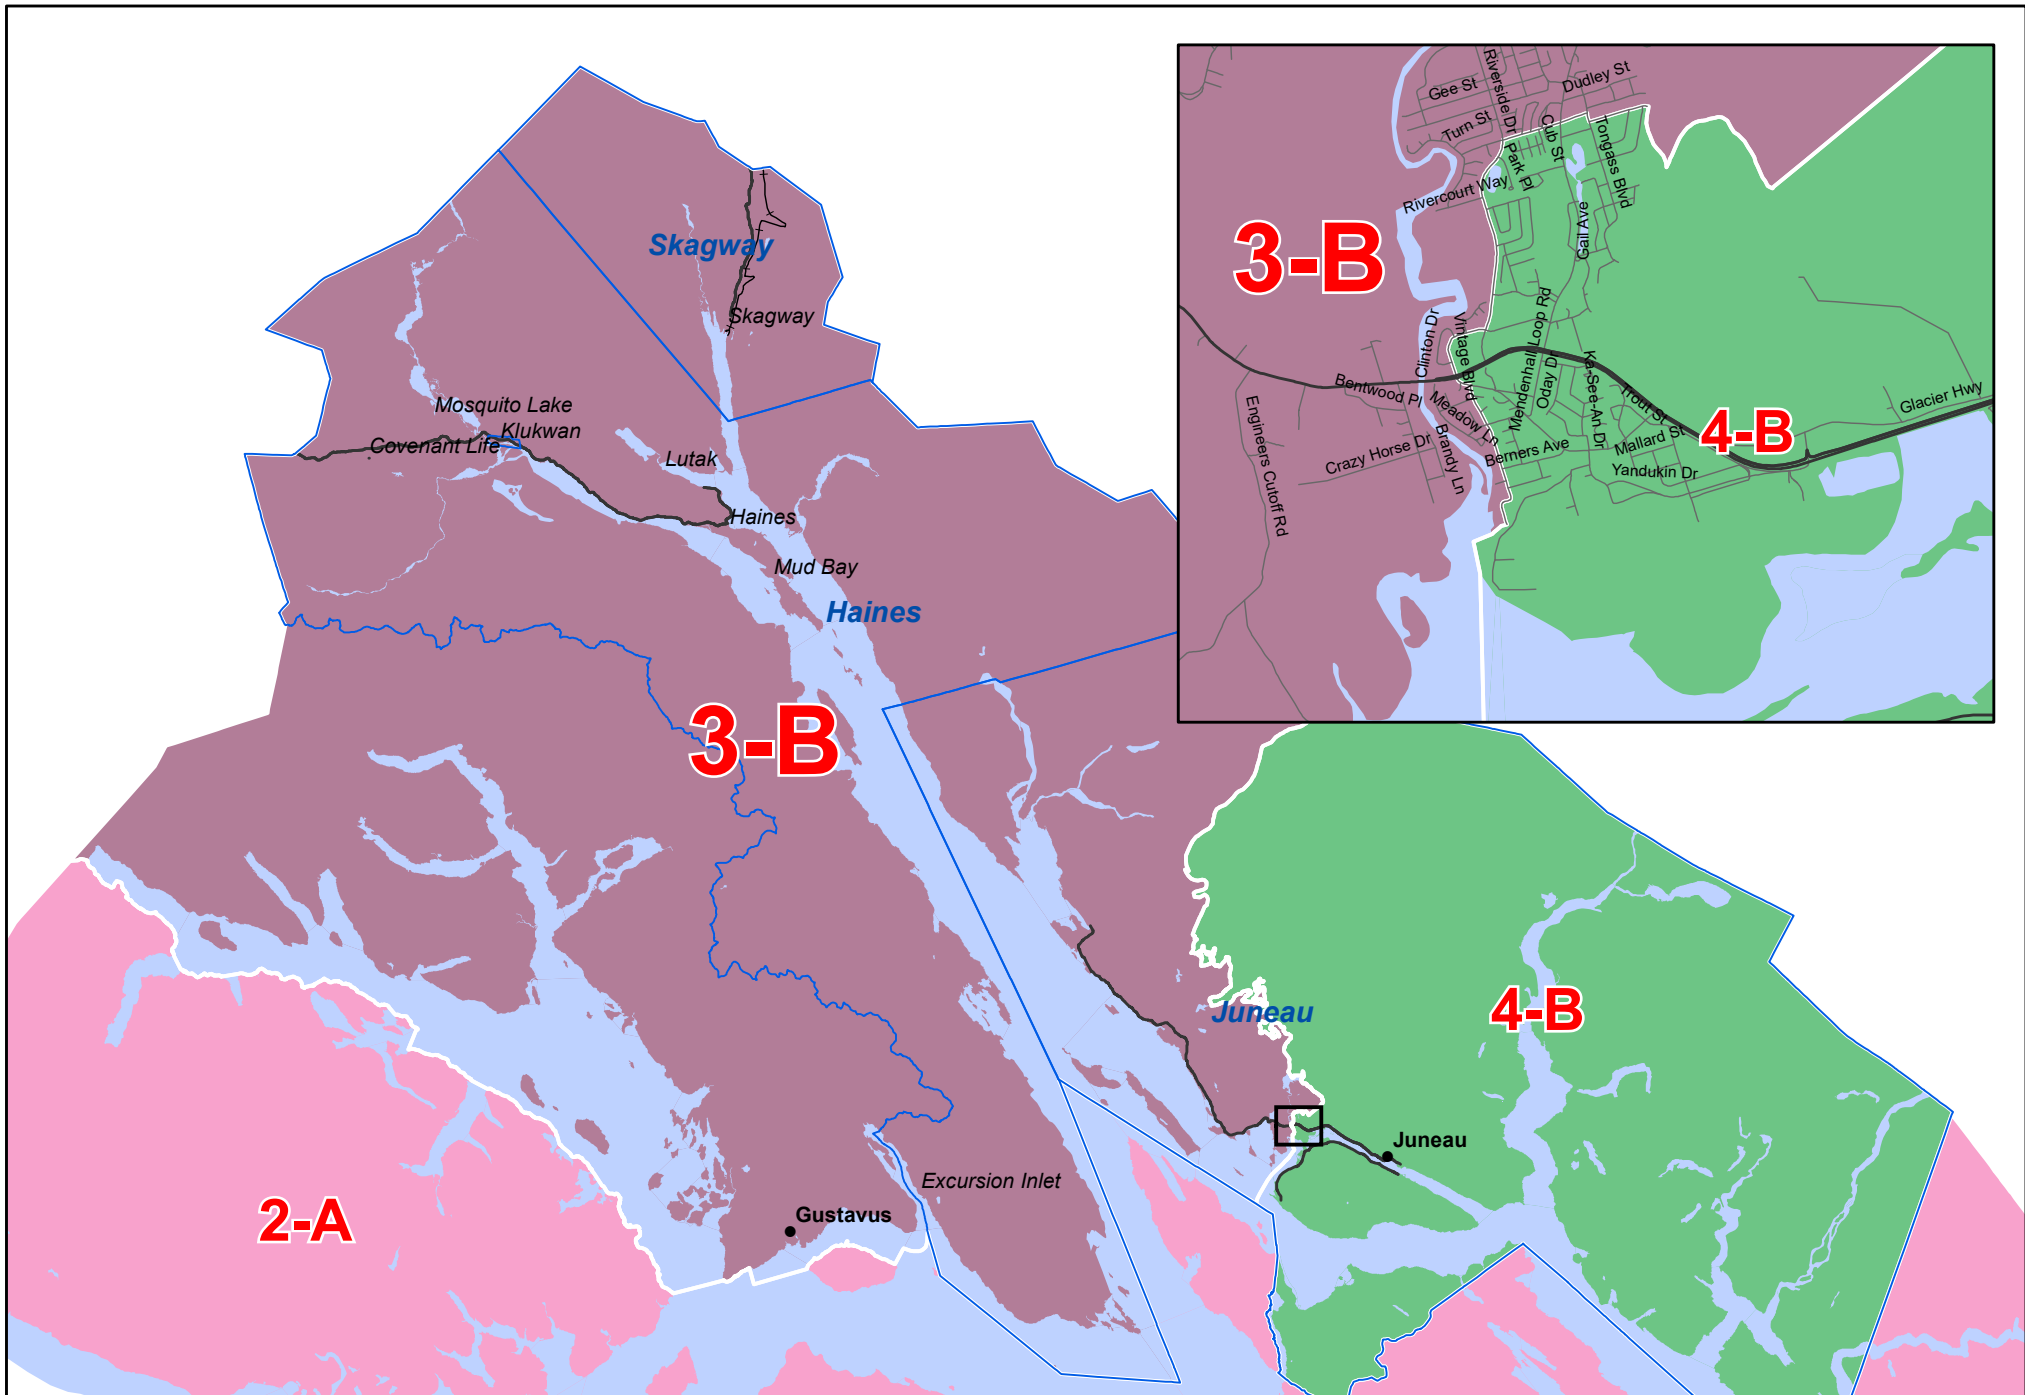 Skagway
Skagway
Mosquito Lake
Klukwan
Covenant Life
Lutak
Haines
Mud Bay
Haines
3-B
Juneau
4-B
Juneau
Excursion Inlet
Gustavus
2-A
Riverside Dr
Dudley St
Gee St
Turn St
Cub St
Tongass Blvd
Park Pl
Rivercourt Way
3-B
Gail Ave
Clinton Dr
Vintage Blvd
Mendenhall Loop Rd
Oday Dr
Ka-See-An Dr
Trout St
Bentwood Pl
Meadow Ln
Glacier Hwy
4-B
Engineers Cutoff Rd
Crazy Horse Dr
Brandy Ln
Berners Ave
Mallard St
Yandukin Dr